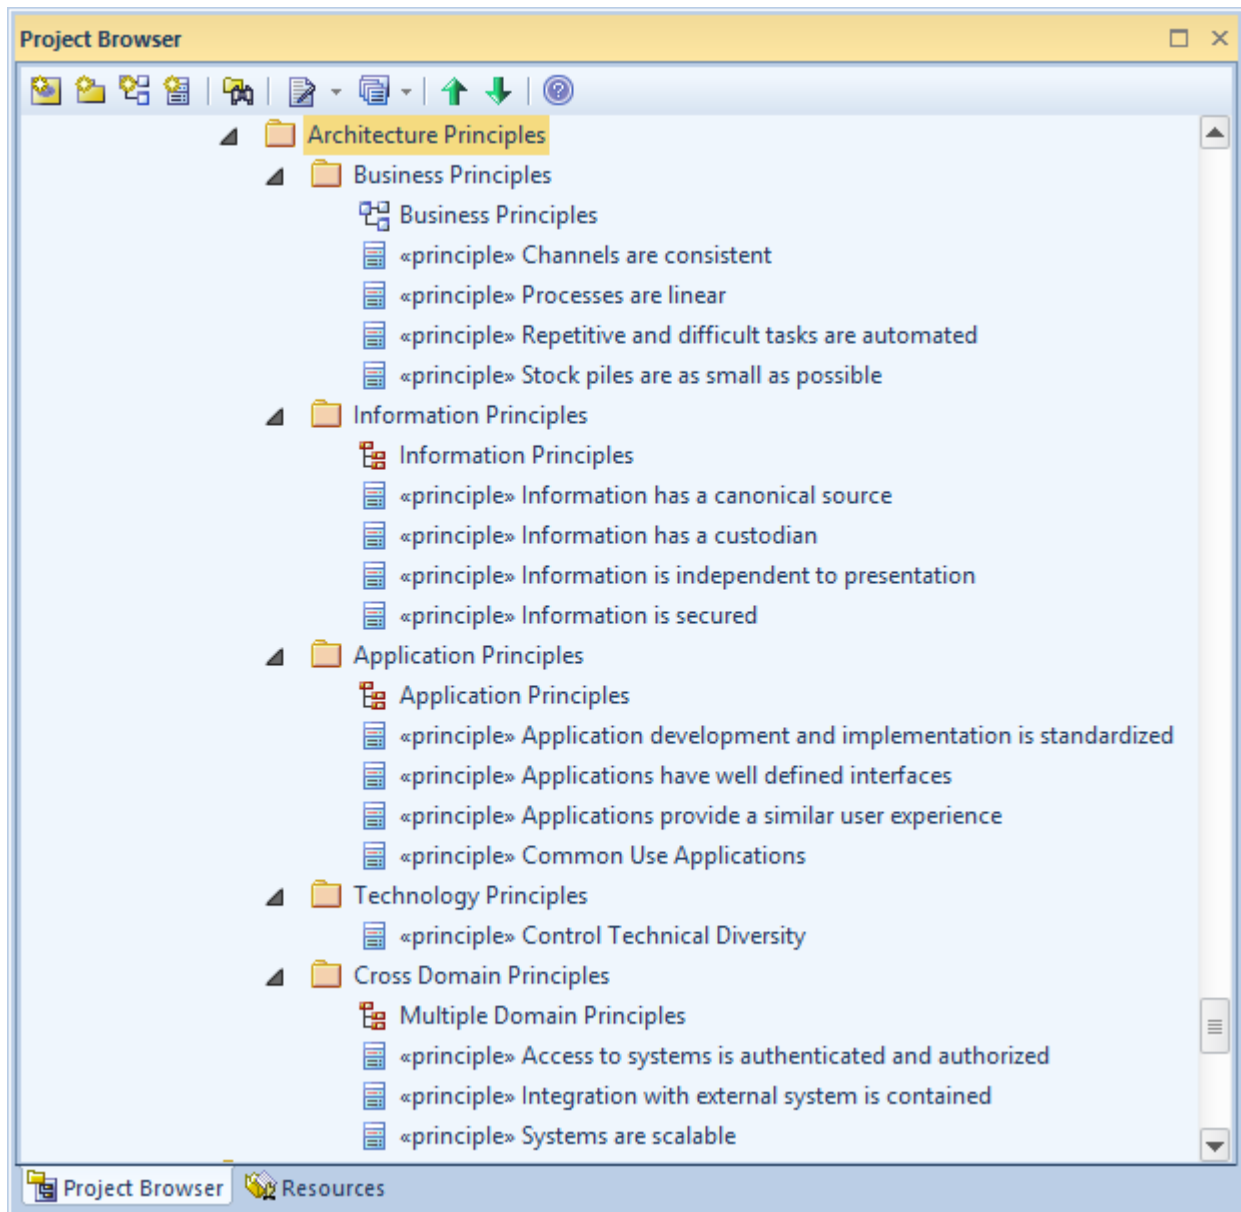 Project Browser
Architecture Principles
Business Principles
Business Principles
«principle» Channels are consistent
«principle» Processes are linear
«principle» Repetitive and difficult tasks are automated
«principle» Stock piles are as small as possible
Information Principles
Information Principles
«principle» Information has a canonical source
«principle» Information has a custodian
«principle» Information is independent to presentation
«principle» Information is secured
Application Principles
Application Principles
«principle» Application development and implementation is standardized
«principle» Applications have well defined interfaces
«principle» Applications provide a similar user experience
«principle» Common Use Applications
Technology Principles
«principle» Control Technical Diversity
Cross Domain Principles
Multiple Domain Principles
«principle» Access to systems is authenticated and authorized
«principle» Integration with external system is contained
«principle» Systems are scalable
Project Browser Resources